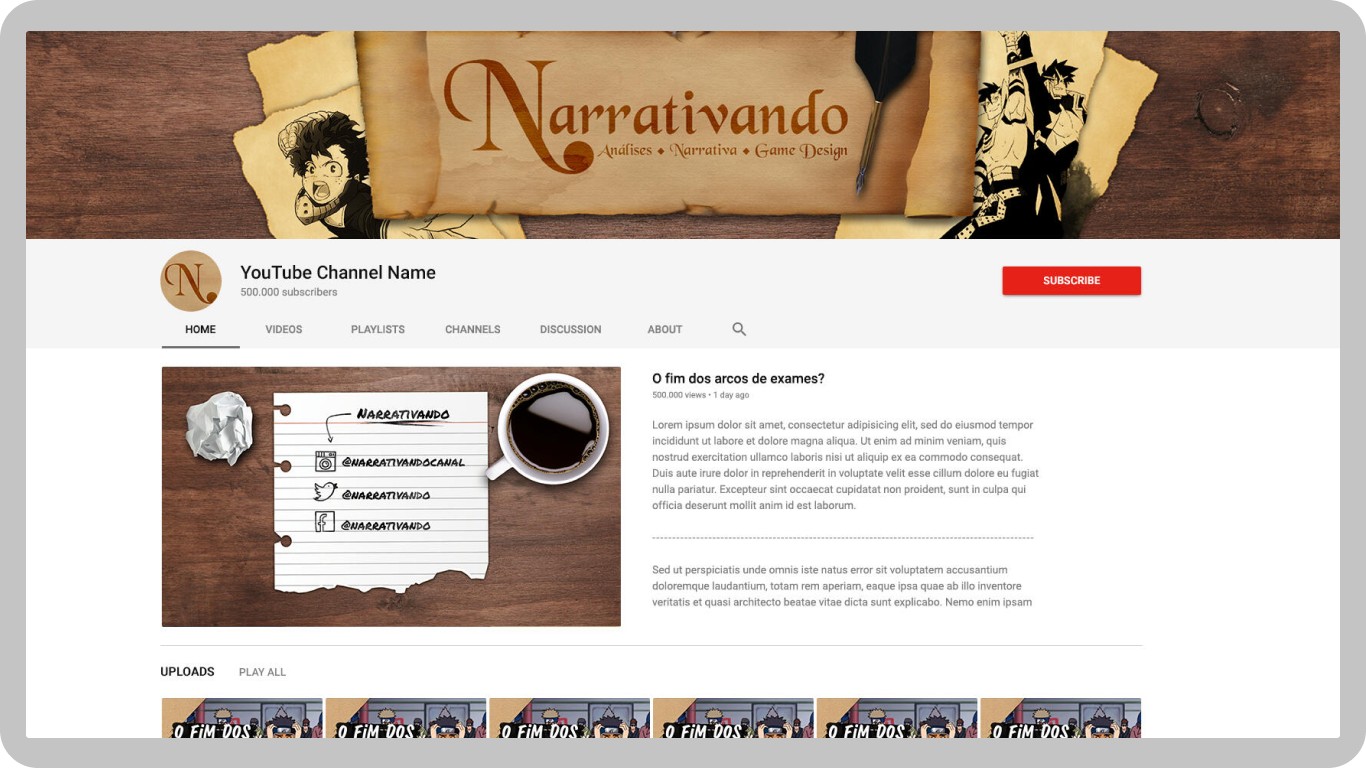 Narrativando
Análises ◆ Narrativa ◆ Game Design
N
YouTube Channel Name
500.000 subscribers
SUBSCRIBE
HOME VIDEOS PLAYLISTS CHANNELS DISCUSSION ABOUT
Narrativando
@narrativandocanal
@narrativando
@narrativando
O fim dos arcos de exames?
500.000 views • 1 day ago
Lorem ipsum dolor sit amet, consectetur adipisicing elit, sed do eiusmod tempor
incididunt ut labore et dolore magna aliqua. Ut enim ad minim veniam, quis
nostrud exercitation ullamco laboris nisi ut aliquip ex ea commodo consequat.
Duis aute irure dolor in reprehenderit in voluptate velit esse cillum dolore eu fugiat
nulla pariatur. Excepteur sint occaecat cupidatat non proident, sunt in culpa qui
officia deserunt mollit anim id est laborum.
Sed ut perspiciatis unde omnis iste natus error sit voluptatem accusantium
doloremque laudantium, totam rem aperiam, eaque ipsa quae ab illo inventore
veritatis et quasi architecto beatae vitae dicta sunt explicabo. Nemo enim ipsam
UPLOADS PLAY ALL
O FIM DOS O FIM DOS O FIM DOS O FIM DOS O FIM DOS O FIM DOS